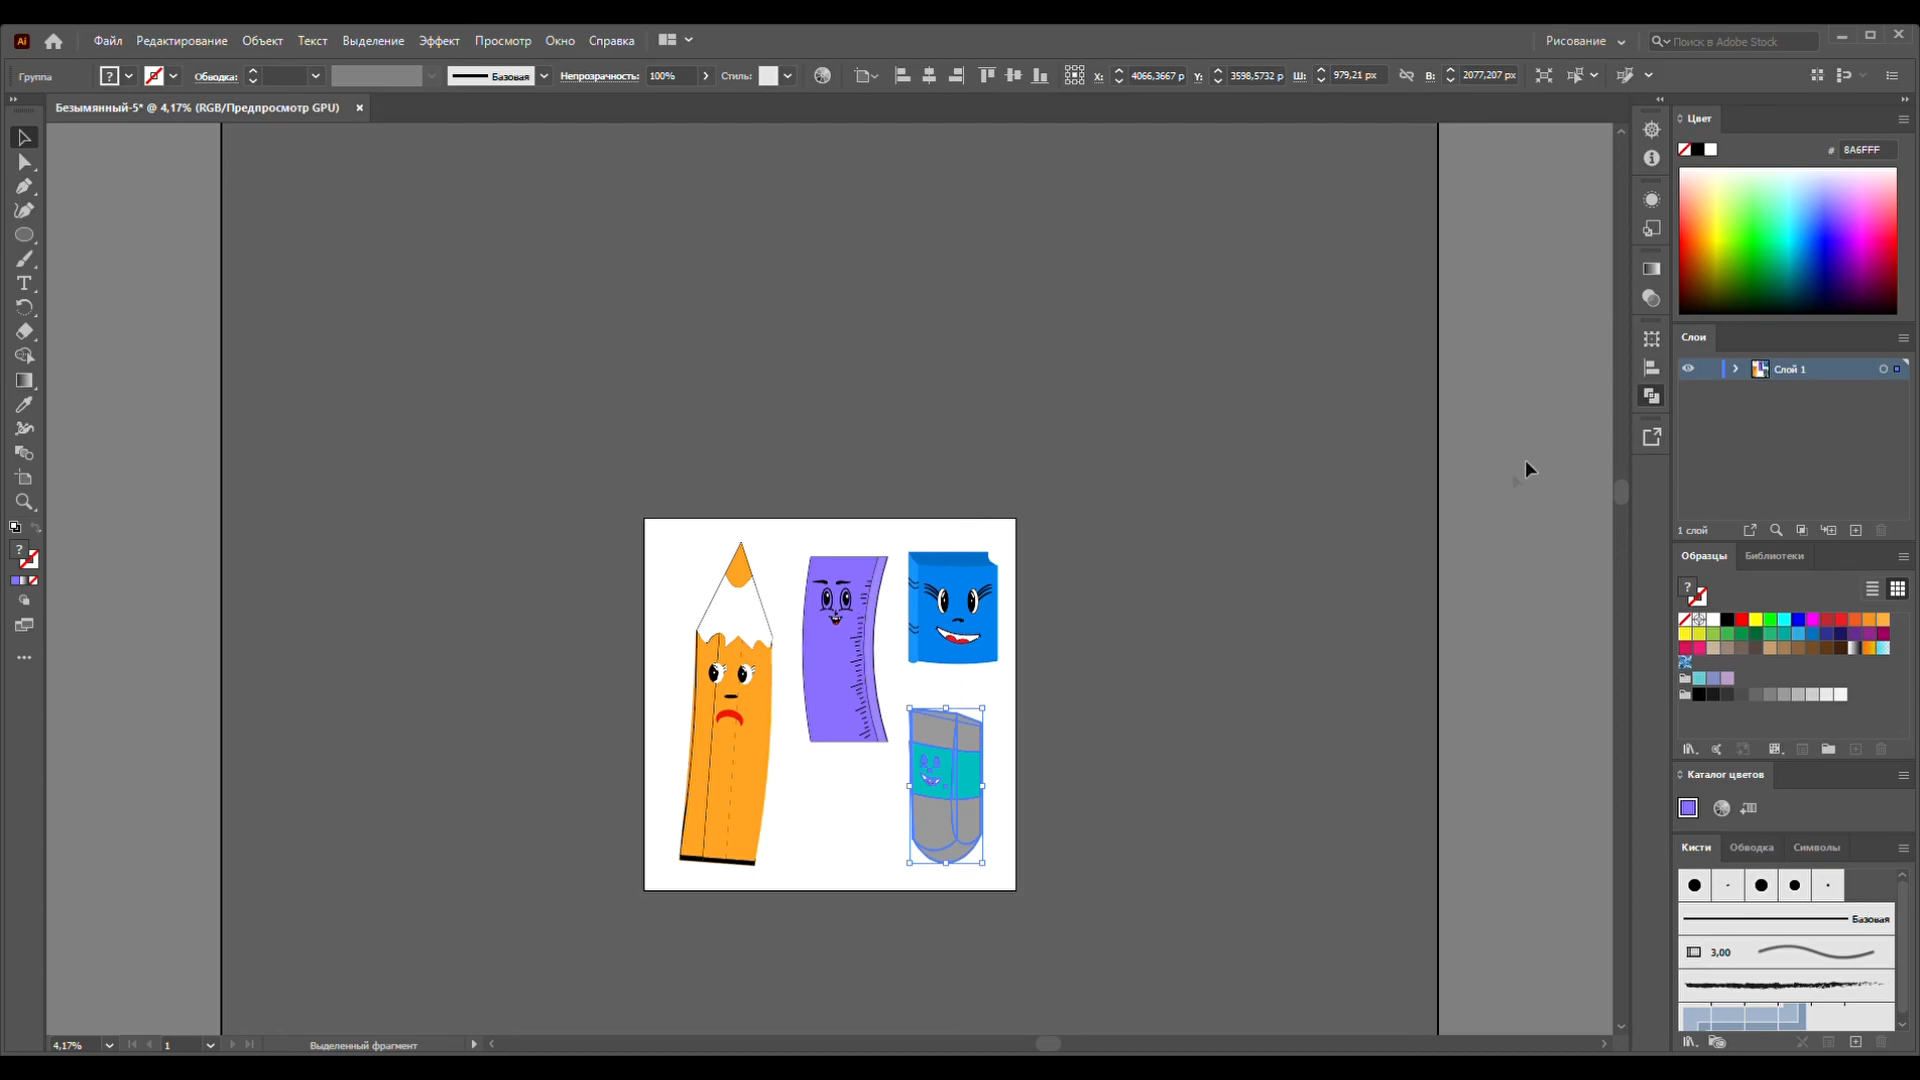 Ai Файл Редактирование Объект Текст Выделение Эффект Просмотр Окно Справка Рисование Поиск в Adobe Stock
Группа ? Обводка: Базовая Непрозрачность: 100% Стиль: X: 4066,3667 p Y: 3598,5732 p Ш: 979,21 px В: 2077,207 px
Безымянный-5* @ 4,17% (RGB/Предпросмотр GPU) ×
Цвет
# 8A6FFF
Слои
Слой 1
1 слой
Образцы Библиотеки
?
?
Каталог цветов
Кисти Обводка Символы
Базовая
3,00
4,17% 1 Выделенный фрагмент